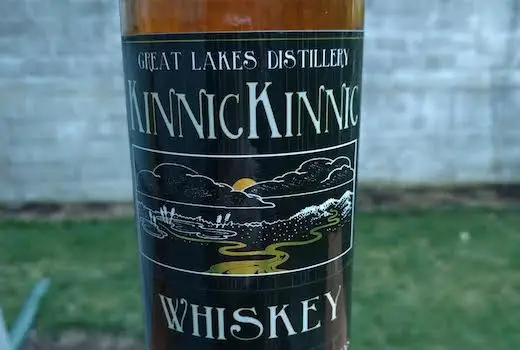 GREAT LAKES DISTILLERY
KINNICKINNIC
WHISKEY